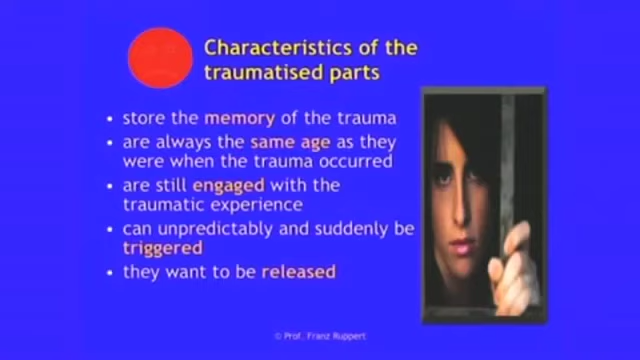 Characteristics of the
traumatised parts
• store the memory of the trauma
• are always the same age as they
were when the trauma occurred
• are still engaged with the
traumatic experience
• can unpredictably and suddenly be
triggered
• they want to be released
© Prof. Franz Ruppert